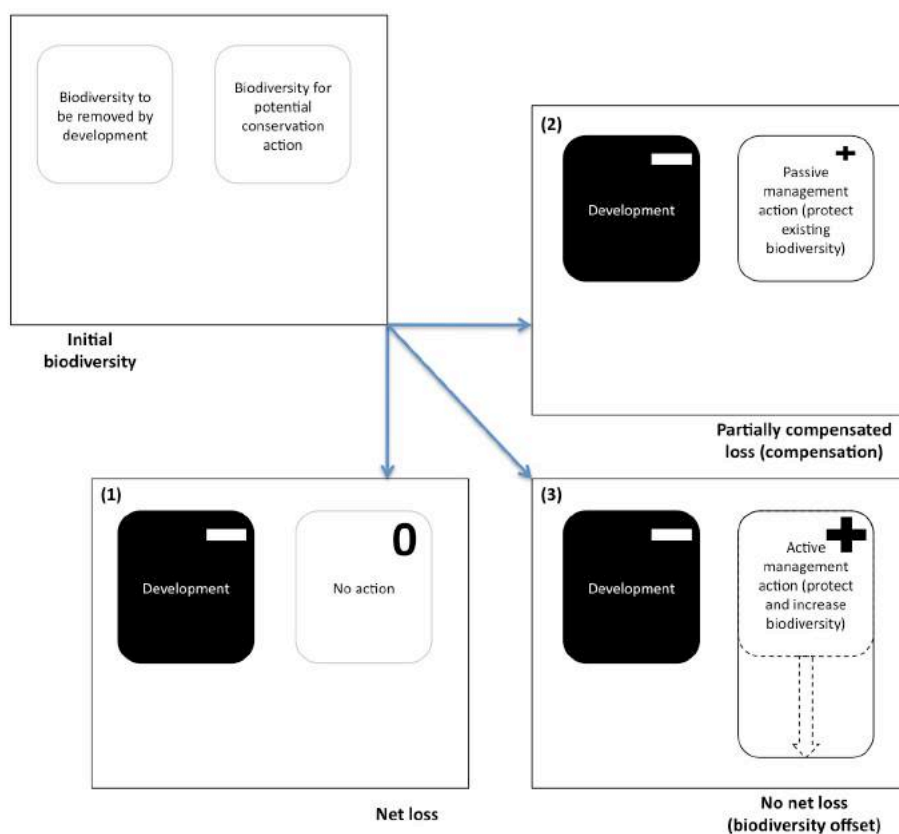 Biodiversity to
be removed by
development
Biodiversity for
potential
conservation
action
Initial
biodiversity
(2)
Development
Passive
management
action (protect
existing
biodiversity)
Partially compensated
loss (compensation)
(1)
Development
0
No action
Net loss
(3)
Development
Active
management
action (protect
and increase
biodiversity)
No net loss
(biodiversity offset)